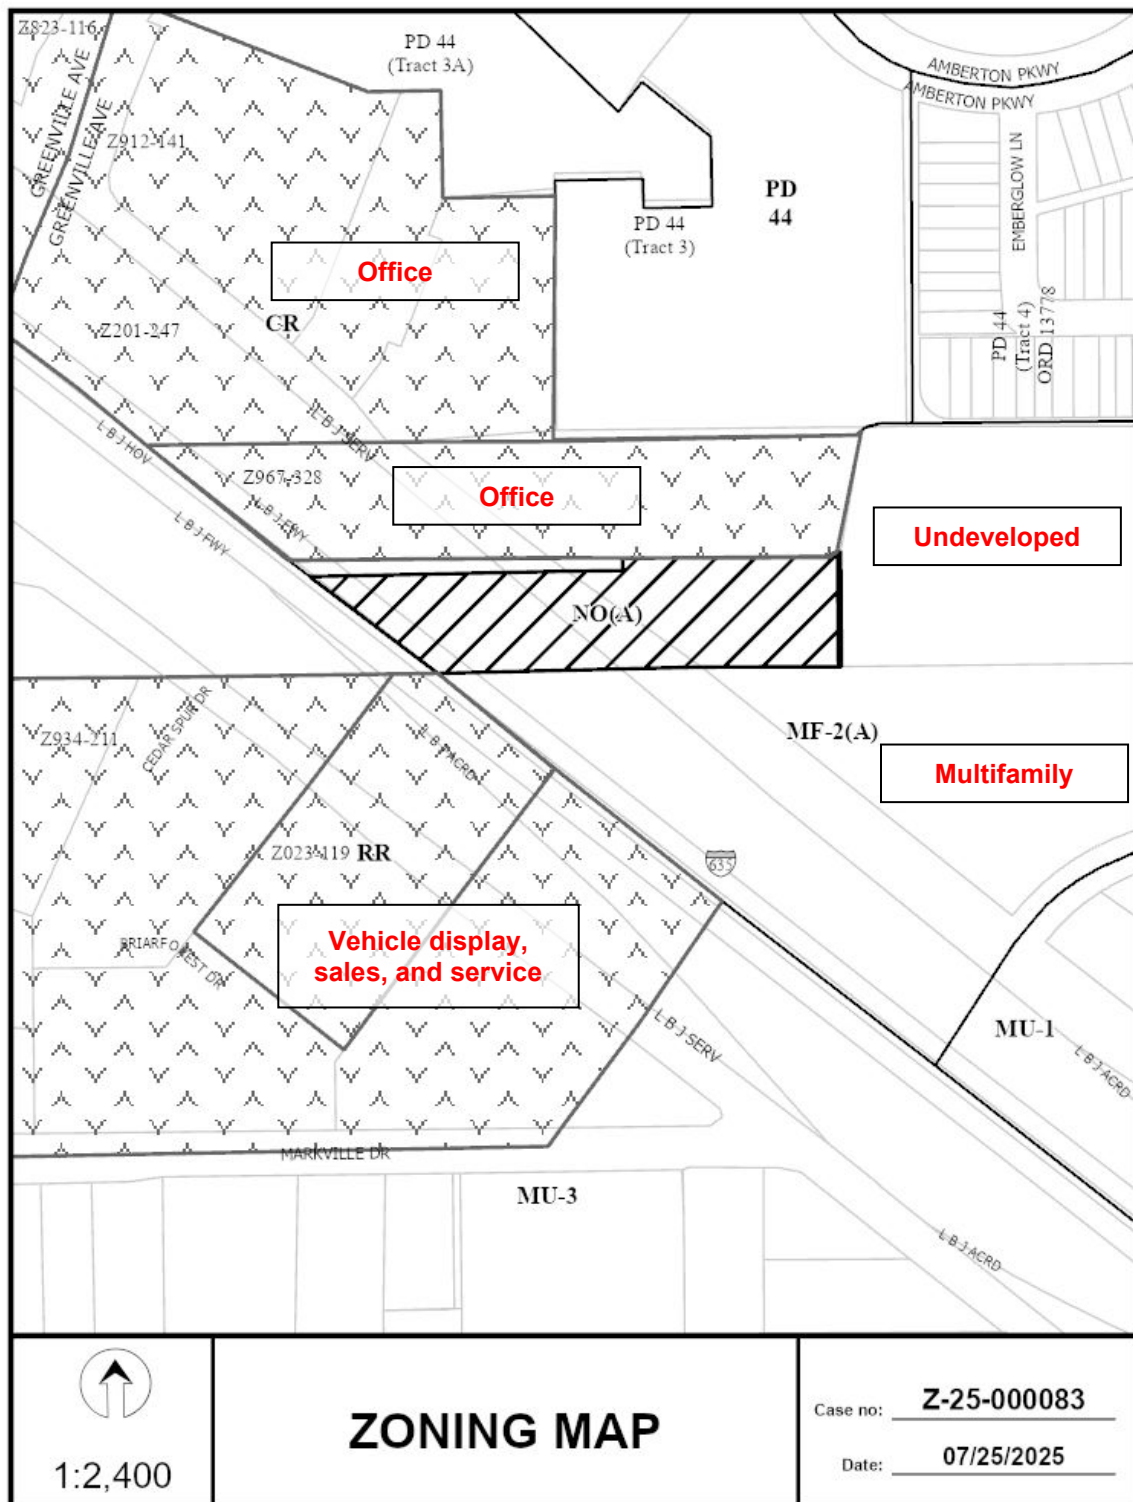 Z823-116
GREENVILLE AVE
GREENVILLE AVE
Z912-141
PD 44
(Tract 3A)
AMBERTON PKWY
AMBERTON PKWY
EMBERGLOW LN
PD
44
PD 44
(Tract 3)
Office
CR
Z201-247
PD 44
(Tract 4)
ORD 13778
L B J HOV
L B J SERV
Z967-328
Office
L B J FWY
L B J FWY
Undeveloped
NO(A)
CEDAR SPUR DR
Z934-211
L B J ACRD
MF-2(A)
Multifamily
Z023-119
RR
635
BRIARFOREST DR
Vehicle display,
sales, and service
L B J SERV
MU-1
L B J ACRD
MARKVILLE DR
MU-3
L B J ACRD
1:2,400
ZONING MAP
Case no: Z-25-000083
Date: 07/25/2025